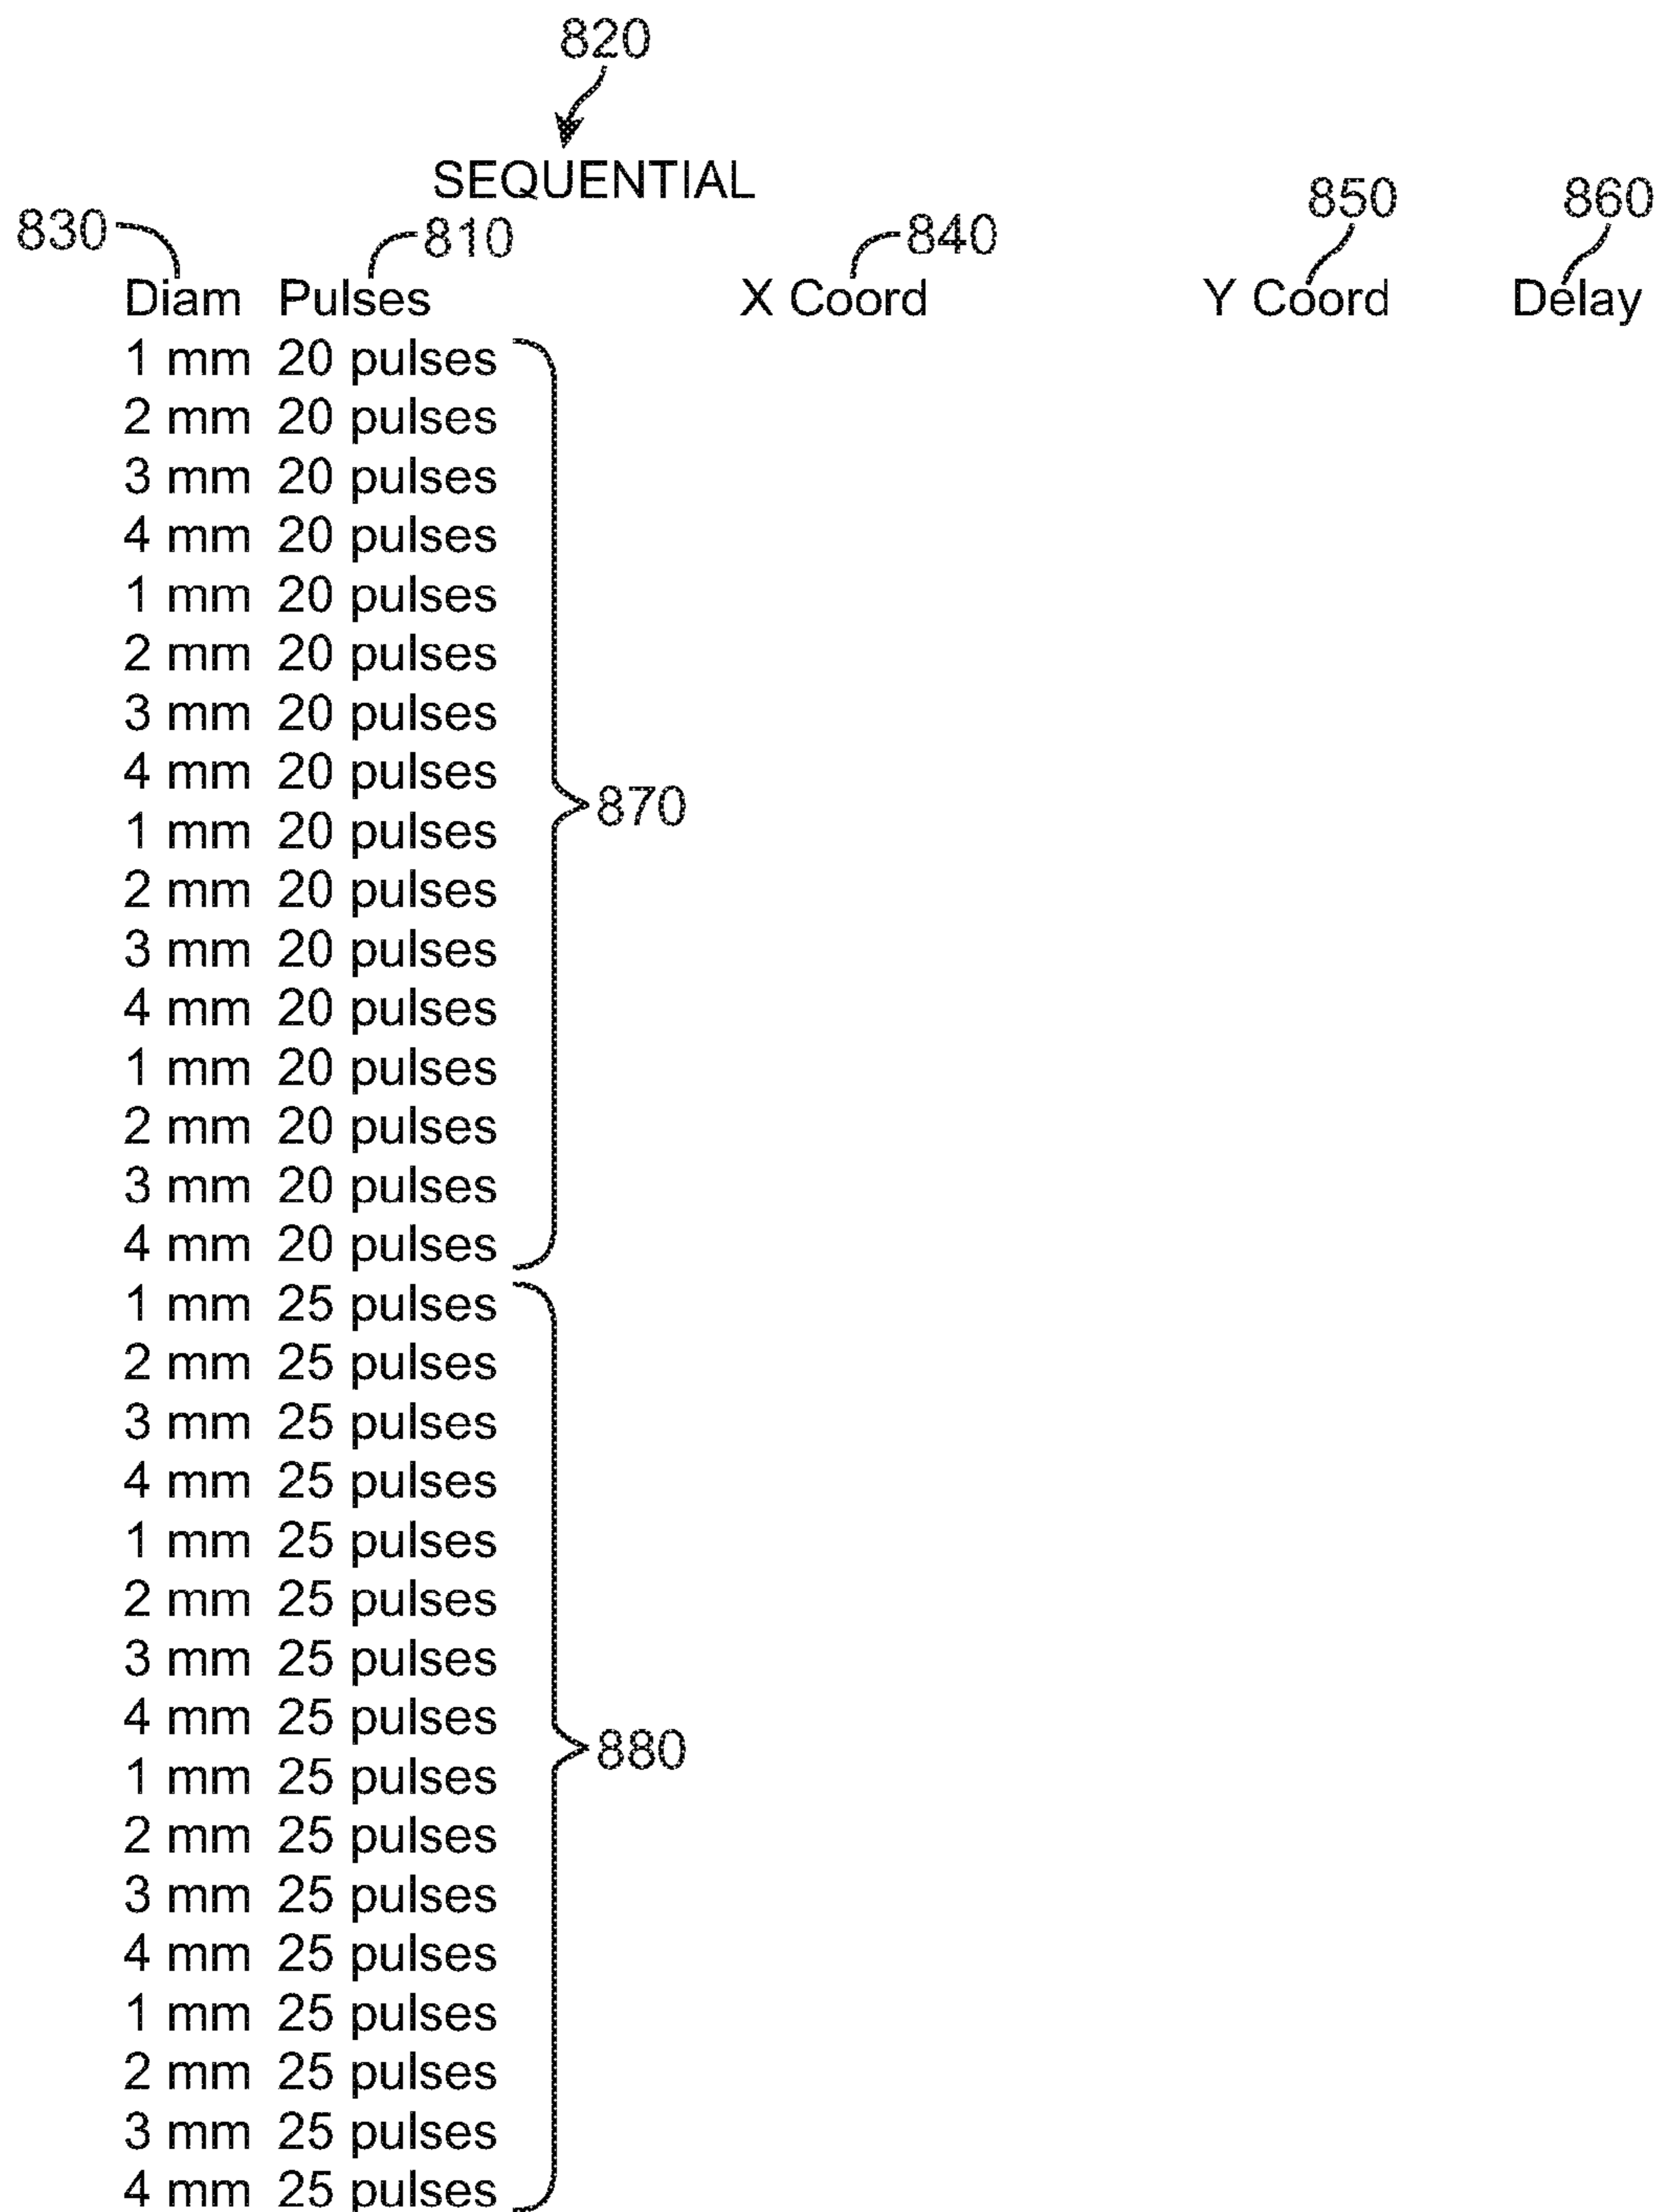 820
SEQUENTIAL
830 810 840 850 860
Diam Pulses X Coord Y Coord Delay
1 mm 20 pulses
2 mm 20 pulses
3 mm 20 pulses
4 mm 20 pulses
1 mm 20 pulses
2 mm 20 pulses
3 mm 20 pulses
4 mm 20 pulses
870
1 mm 20 pulses
2 mm 20 pulses
3 mm 20 pulses
4 mm 20 pulses
1 mm 20 pulses
2 mm 20 pulses
3 mm 20 pulses
4 mm 20 pulses
1 mm 25 pulses
2 mm 25 pulses
3 mm 25 pulses
4 mm 25 pulses
1 mm 25 pulses
2 mm 25 pulses
3 mm 25 pulses
4 mm 25 pulses
880
1 mm 25 pulses
2 mm 25 pulses
3 mm 25 pulses
4 mm 25 pulses
1 mm 25 pulses
2 mm 25 pulses
3 mm 25 pulses
4 mm 25 pulses